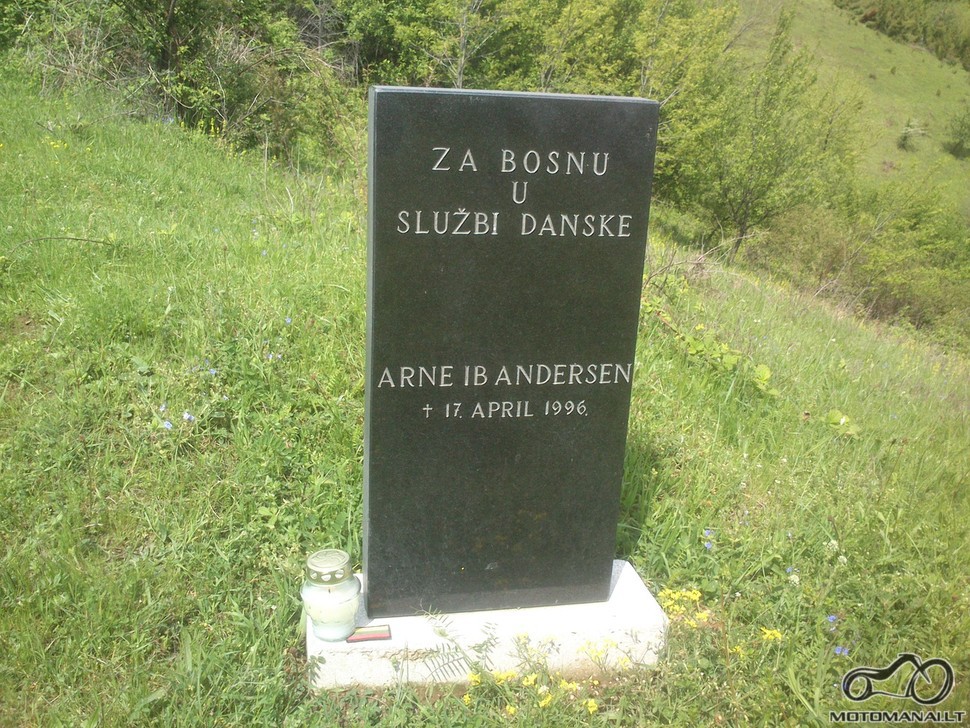 ZA BOSNU
U
SLUŽBI DANSKE
ARNE IB ANDERSEN
† 17. APRIL 1996.
MOTOMANAI.LT